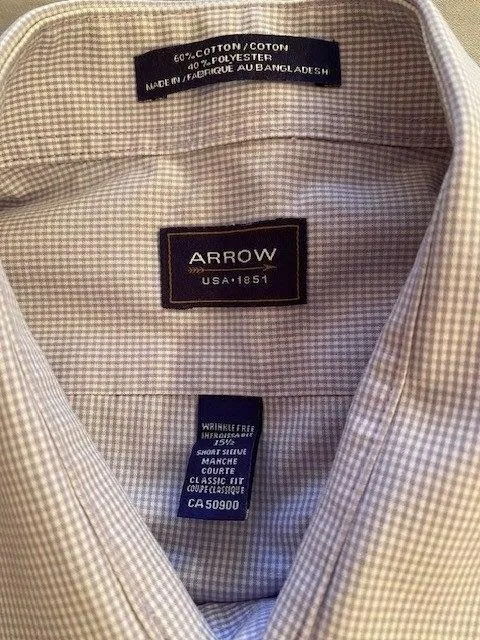 60% COTTON / COTON
40% POLYESTER
MADE IN / FABRIQUE AU BANGLADESH
ARROW
USA • 1851
WRINKLE FREE
INFROISSABLE
15½
SHORT SLEEVE
MANCHE
COURTE
CLASSIC FIT
COUPE CLASSIQUE
CA 50900